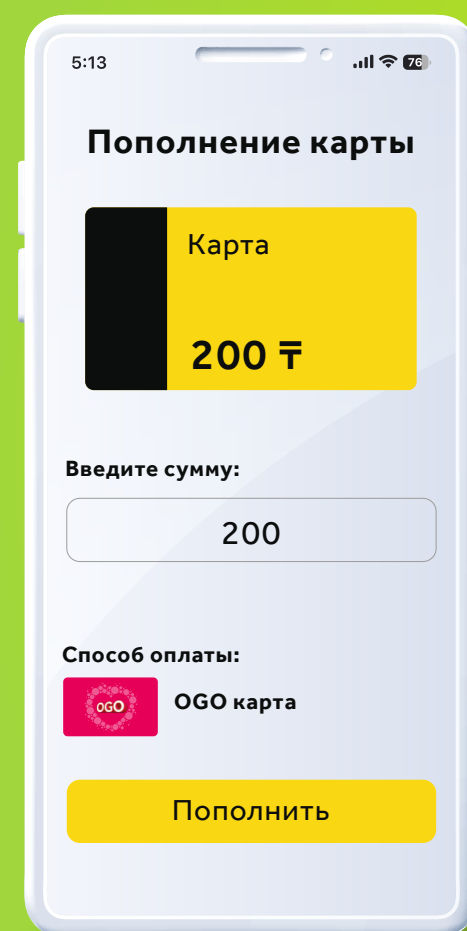 5:13
76
Пополнение карты
Карта
200 ₸
Введите сумму:
200
Способ оплаты:
OGO
OGO карта
Пополнить